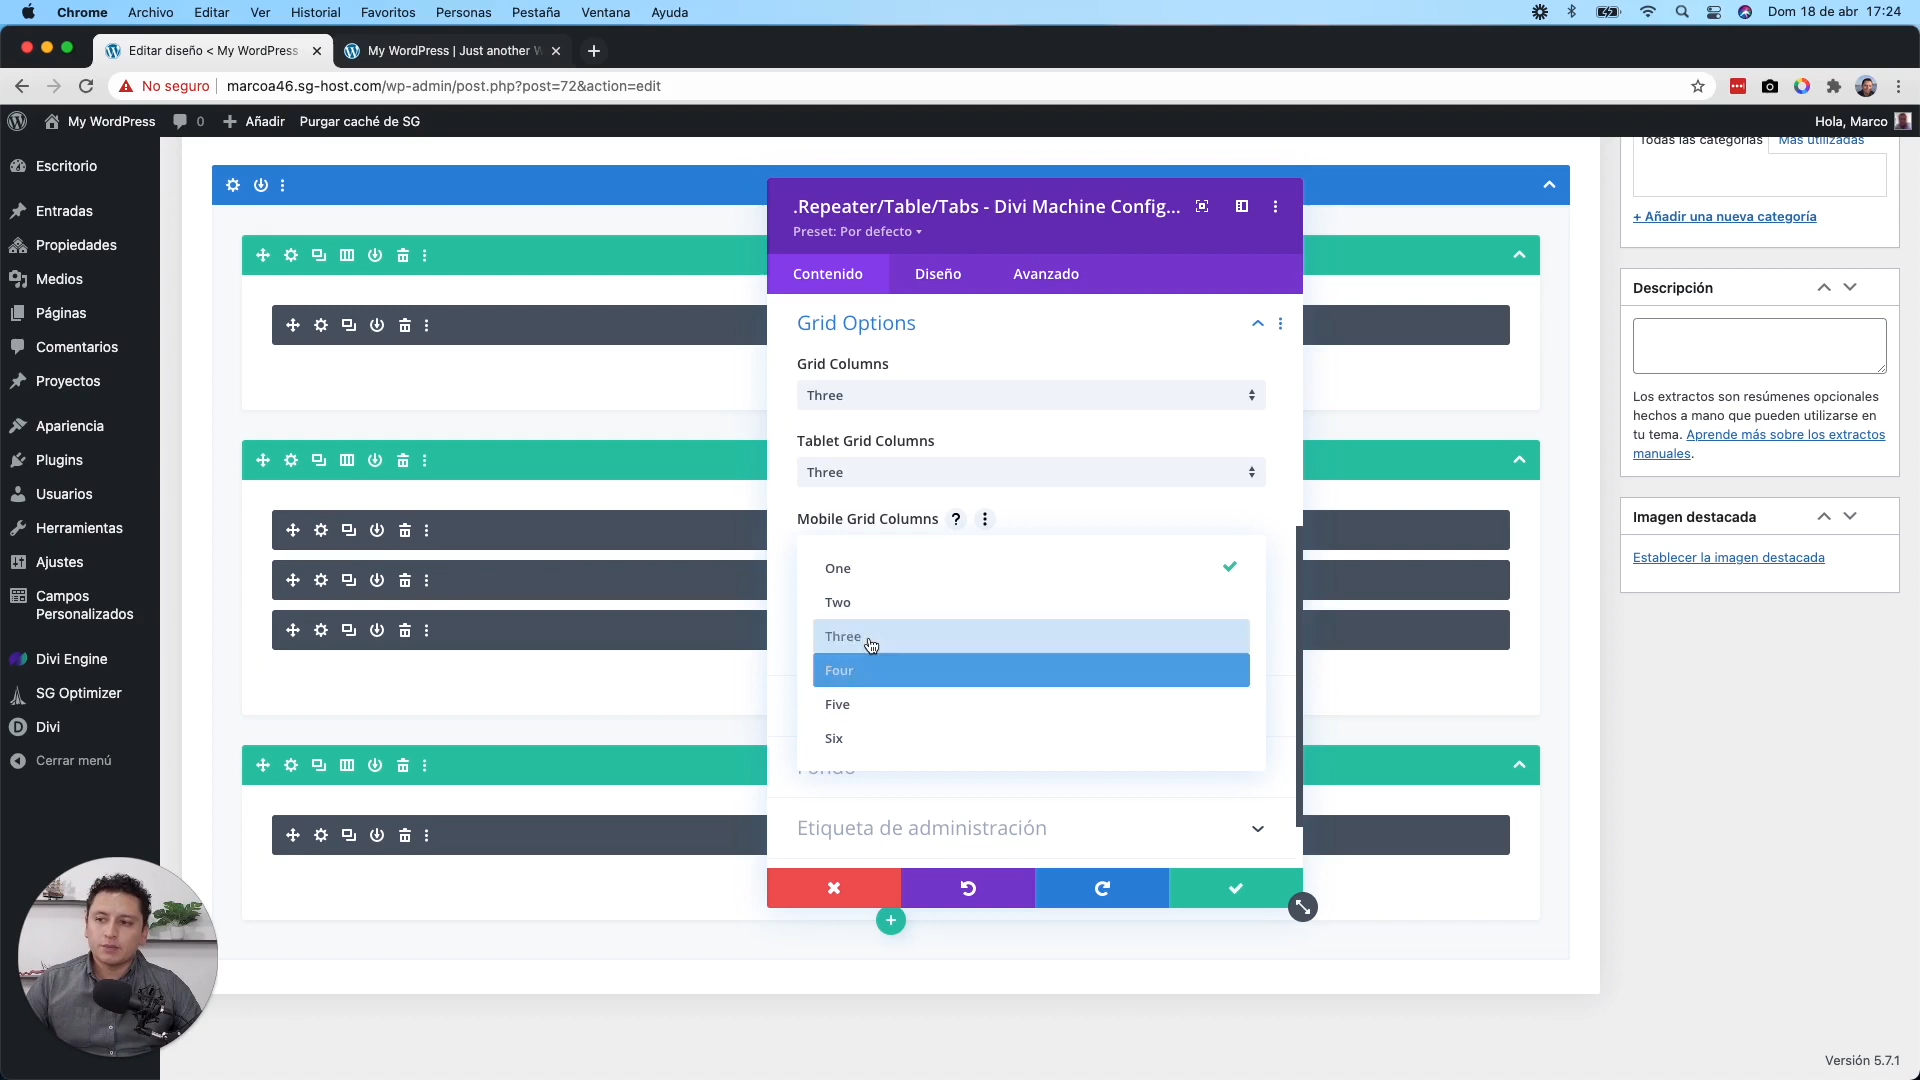 Chrome Archivo Editar Ver Historial Favoritos Personas Pestaña Ventana Ayuda Dom 18 de abr 17:24
Editar diseño < My WordPress My WordPress | Just another W
No seguro marcoa46.sg-host.com/wp-admin/post.php?post=72&action=edit
My WordPress 0 Añadir Purgar caché de SG Hola, Marco
Escritorio
Entradas
Propiedades
Medios
Páginas
Comentarios
Proyectos
Apariencia
Plugins
Usuarios
Herramientas
Ajustes
Campos
Personalizados
Divi Engine
SG Optimizer
Divi
Cerrar menú
.Repeater/Table/Tabs - Divi Machine Config...
Preset: Por defecto
Contenido Diseño Avanzado
Grid Options
Grid Columns
Three
Tablet Grid Columns
Three
Mobile Grid Columns ?
One
Two
Three
Four
Five
Six
Fondo
Etiqueta de administración
Todas las categorías Más utilizadas
+ Añadir una nueva categoría
Descripción
Los extractos son resúmenes opcionales
hechos a mano que pueden utilizarse en
tu tema. Aprende más sobre los extractos
manuales.
Imagen destacada
Establecer la imagen destacada
Versión 5.7.1